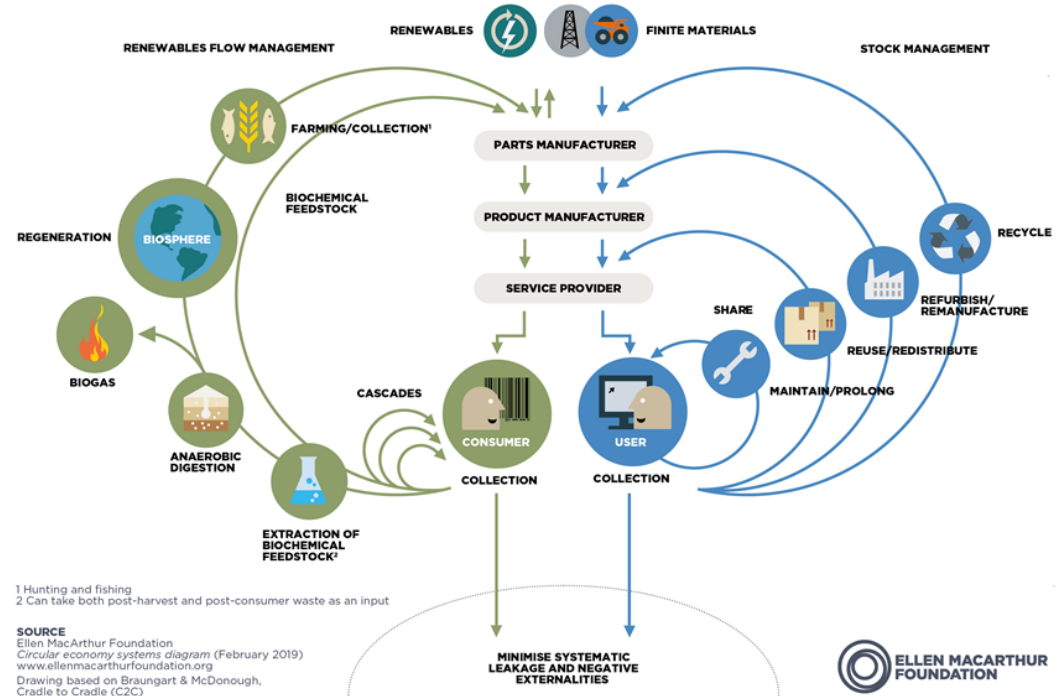 RENEWABLES
FINITE MATERIALS
RENEWABLES FLOW MANAGEMENT
STOCK MANAGEMENT
FARMING/COLLECTION¹
PARTS MANUFACTURER
BIOCHEMICAL
FEEDSTOCK
PRODUCT MANUFACTURER
REGENERATION
BIOSPHERE
RECYCLE
SERVICE PROVIDER
SHARE
REFURBISH/
REMANUFACTURE
REUSE/REDISTRIBUTE
BIOGAS
MAINTAIN/PROLONG
CASCADES
CONSUMER
USER
ANAEROBIC
DIGESTION
COLLECTION
COLLECTION
EXTRACTION OF
BIOCHEMICAL
FEEDSTOCK²
1 Hunting and fishing
2 Can take both post-harvest and post-consumer waste as an input
SOURCE
Ellen MacArthur Foundation
Circular economy systems diagram (February 2019)
www.ellenmacarthurfoundation.org
Drawing based on Braungart & McDonough,
Cradle to Cradle (C2C)
MINIMISE SYSTEMATIC
LEAKAGE AND NEGATIVE
EXTERNALITIES
ELLEN MACARTHUR
FOUNDATION